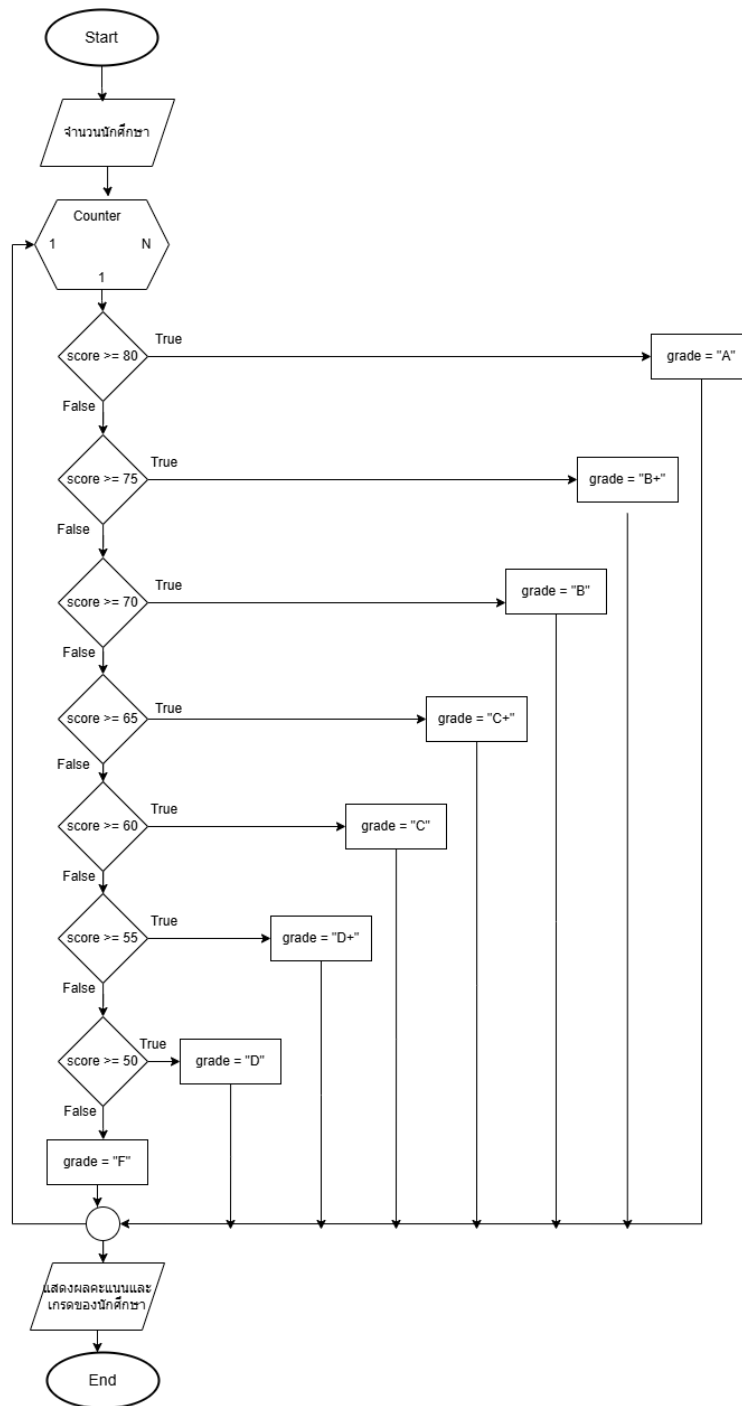 Start
จำนวนนักศึกษา
Counter
1 N
1
score >= 80
True
grade = "A"
False
score >= 75
True
grade = "B+"
False
score >= 70
True
grade = "B"
False
score >= 65
True
grade = "C+"
False
score >= 60
True
grade = "C"
False
score >= 55
True
grade = "D+"
False
score >= 50
True
grade = "D"
False
grade = "F"
แสดงผลคะแนนและ
เกรดของนักศึกษา
End